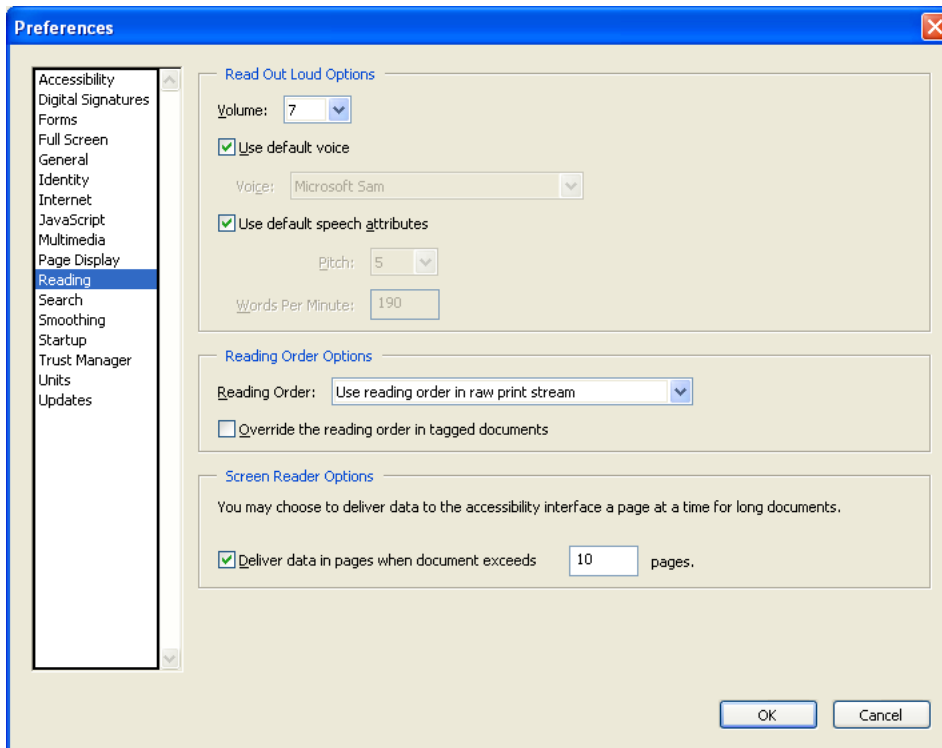 Preferences
Accessibility
Digital Signatures
Forms
Full Screen
General
Identity
Internet
JavaScript
Multimedia
Page Display
Reading
Search
Smoothing
Startup
Trust Manager
Units
Updates
Read Out Loud Options
Volume: 7
Use default voice
Voice: Microsoft Sam
Use default speech attributes
Pitch: 5
Words Per Minute: 190
Reading Order Options
Reading Order: Use reading order in raw print stream
Override the reading order in tagged documents
Screen Reader Options
You may choose to deliver data to the accessibility interface a page at a time for long documents.
Deliver data in pages when document exceeds 10 pages.
OK Cancel